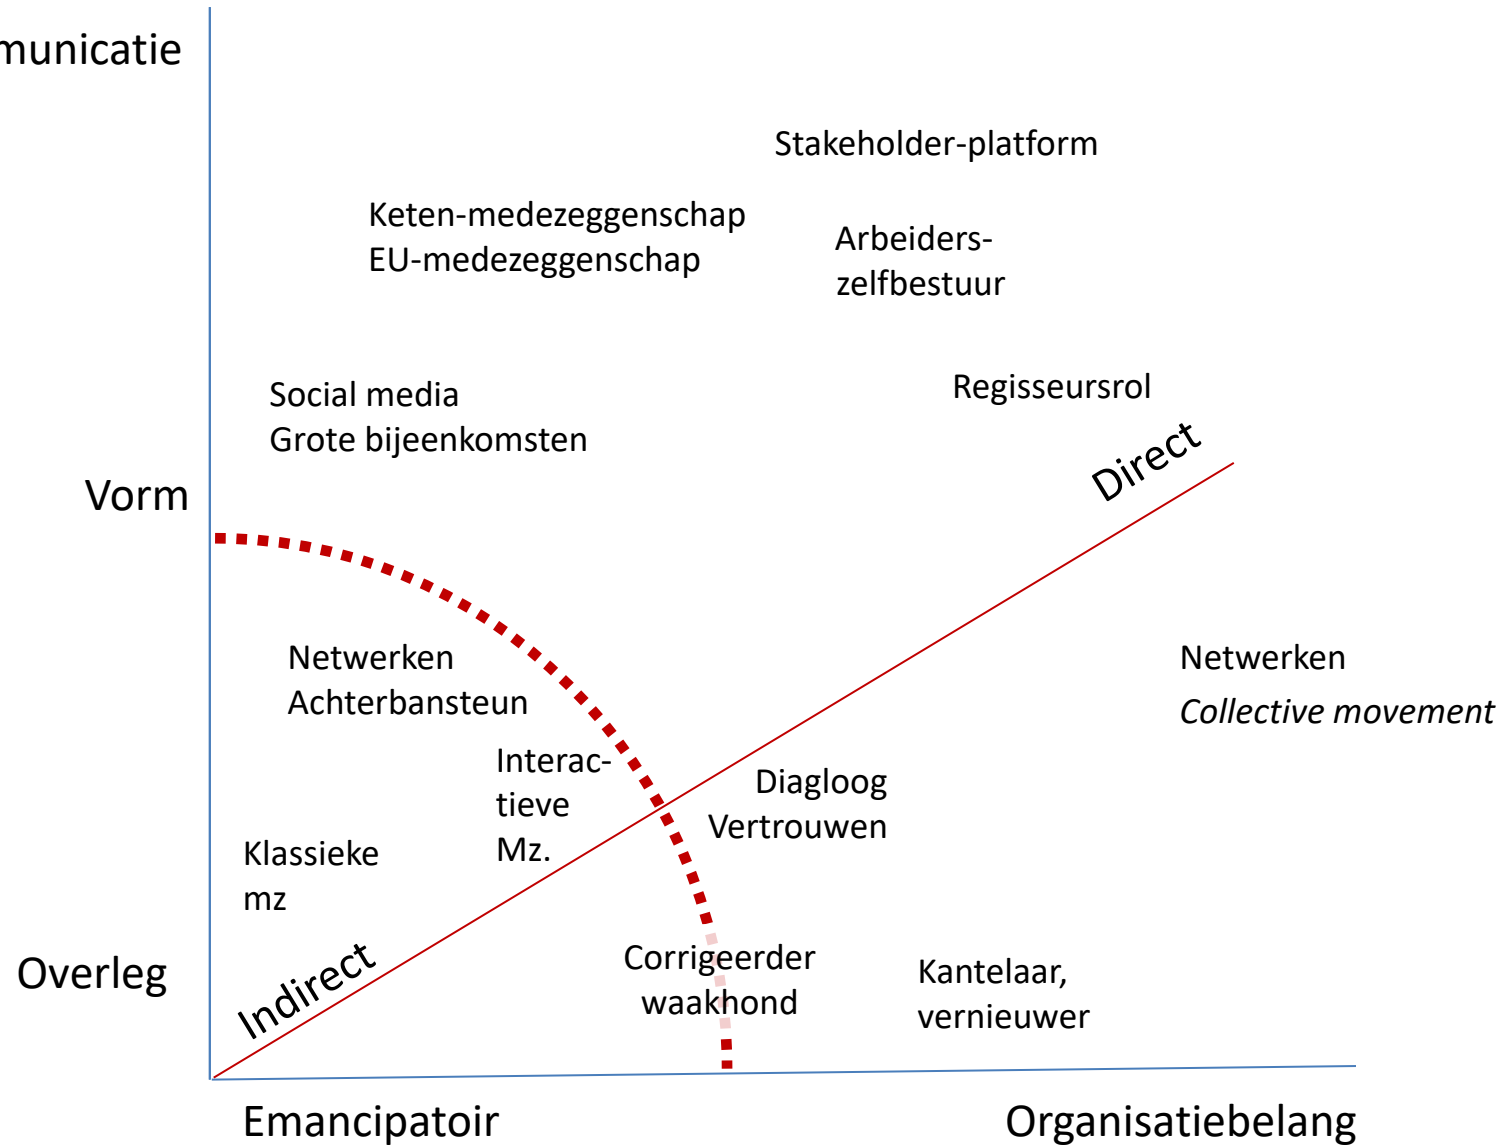 municatie
Stakeholder-platform
Keten-medezeggenschap
EU-medezeggenschap
Arbeiders-
zelfbestuur
Social media
Grote bijeenkomsten
Regisseursrol
Direct
Vorm
Netwerken
Achterbansteun
Netwerken
Collective movement
Interac-
tieve
Mz.
Diagloog
Vertrouwen
Klassieke
mz
Indirect
Overleg
Corrigeerder
waakhond
Kantelaar,
vernieuwer
Emancipatoir
Organisatiebelang